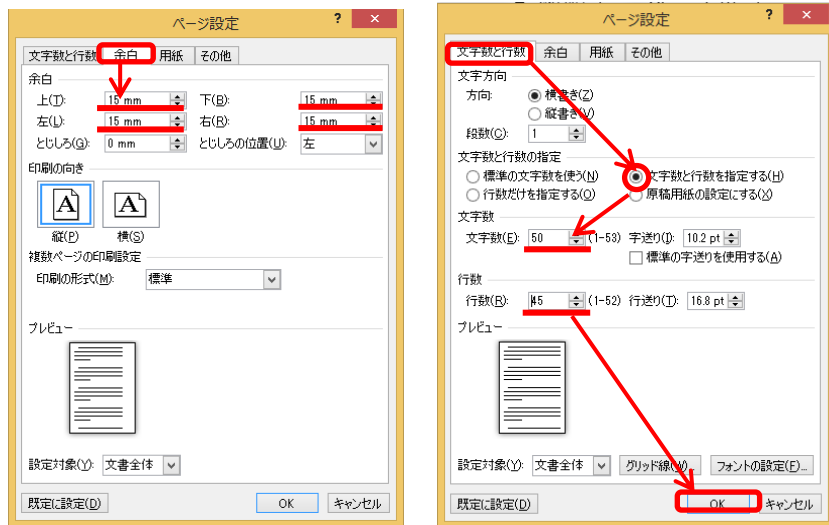 ページ設定 ? ×
文字数と行数 余白 用紙 その他
余白
上(T): 15 mm 下(B): 15 mm
左(L): 15 mm 右(R): 15 mm
とじしろ(G): 0 mm とじしろの位置(U): 左
印刷の向き
A A
縦(P) 横(S)
複数ページの印刷設定
印刷の形式(M): 標準
プレビュー
設定対象(Y): 文書全体
既定に設定(D) OK キャンセル
ページ設定 ? ×
文字数と行数 余白 用紙 その他
文字方向
方向: 横書き(Z)
縦書き(V)
段数(C): 1
文字数と行数の指定
標準の文字数を使う(N) 文字数と行数を指定する(H)
行数だけを指定する(O) 原稿用紙の設定にする(X)
文字数
文字数(E): 50 (1-53) 字送り(I): 10.2 pt
標準の字送りを使用する(A)
行数
行数(R): 45 (1-52) 行送り(T): 16.8 pt
プレビュー
設定対象(Y): 文書全体 グリッド線(W)... フォントの設定(F)...
既定に設定(D) OK キャンセル